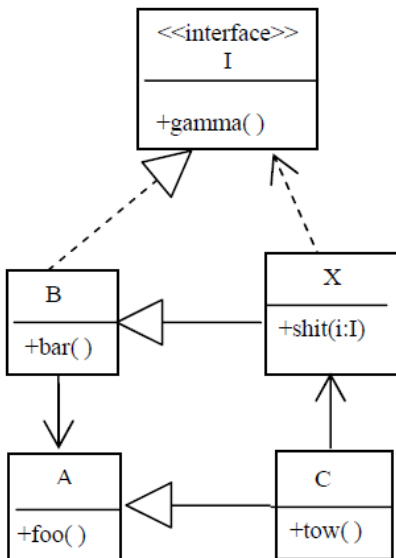 <<interface>>
I
+gamma( )
B
+bar( )
X
+shit(i:I)
A
+foo()
C
+tow( )